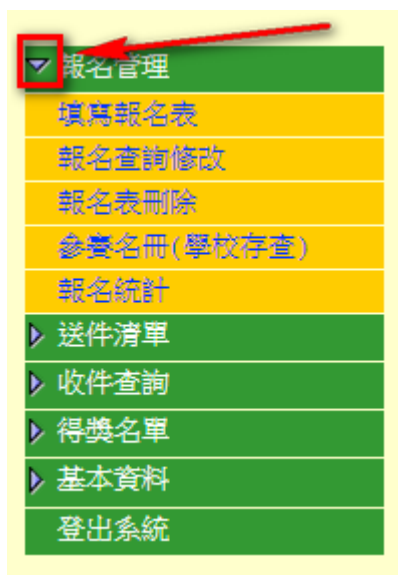 報名管理
填寫報名表
報名查詢修改
報名表刪除
參賽名冊(學校存查)
報名統計
送件清單
收件查詢
得獎名單
基本資料
登出系統